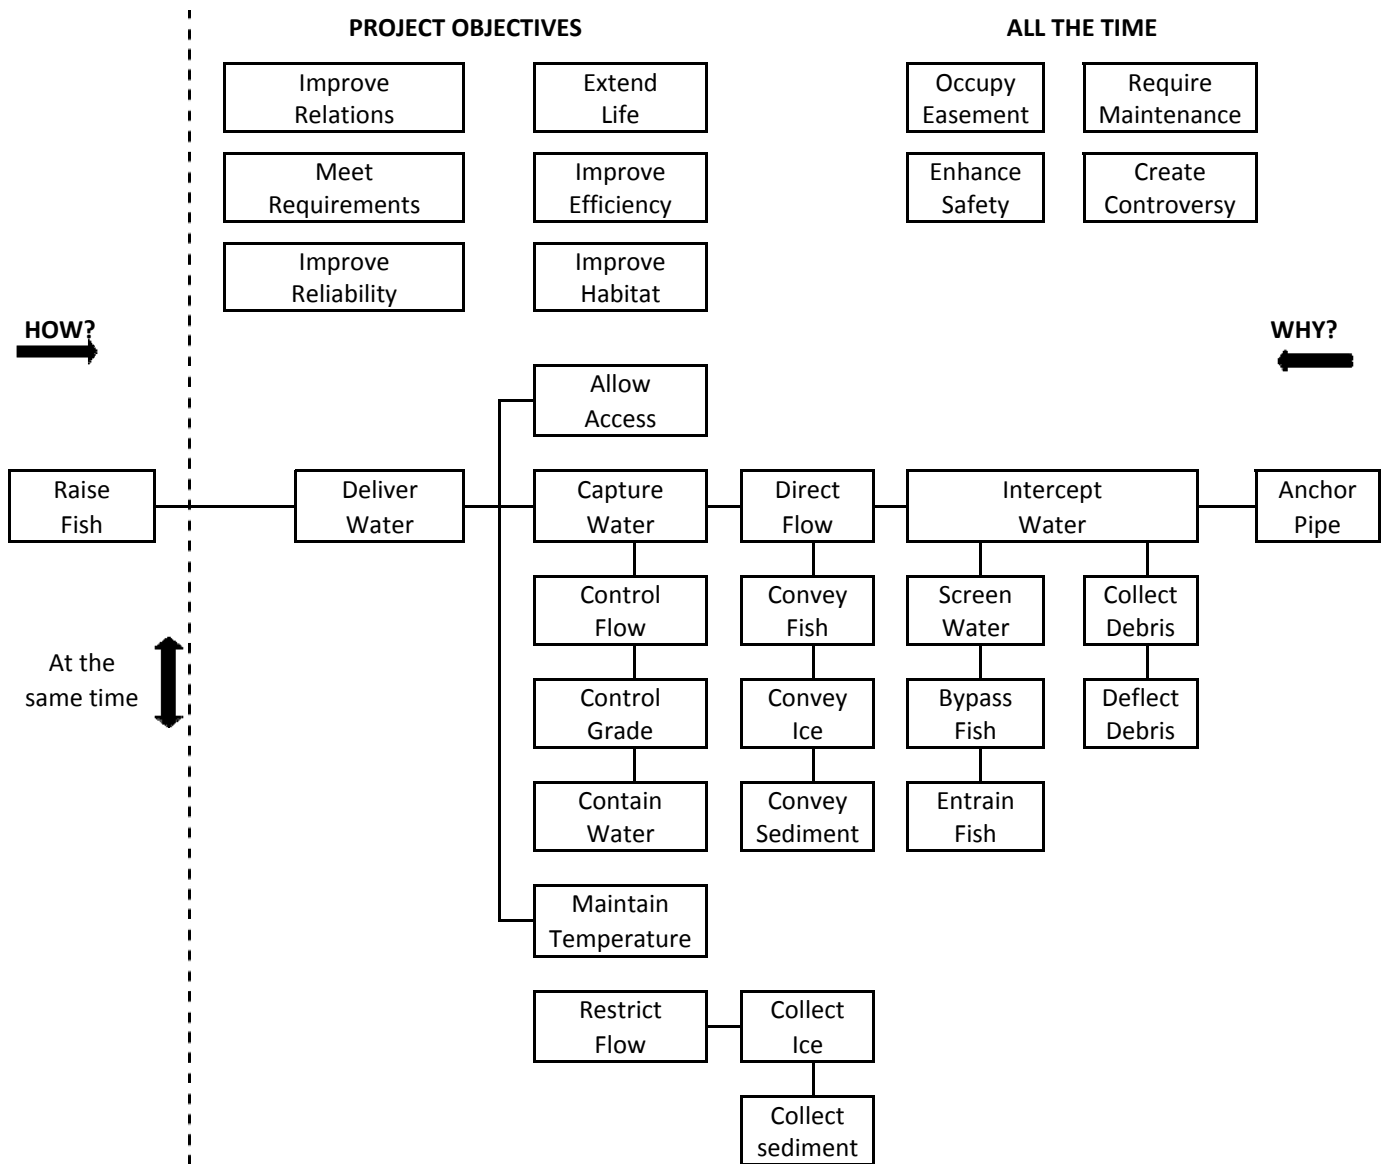 PROJECT OBJECTIVES
ALL THE TIME
Improve
Relations
Extend
Life
Occupy
Easement
Require
Maintenance
Meet
Requirements
Improve
Efficiency
Enhance
Safety
Create
Controversy
Improve
Reliability
Improve
Habitat
HOW?
WHY?
Allow
Access
Raise
Fish
Deliver
Water
Capture
Water
Direct
Flow
Intercept
Water
Anchor
Pipe
Control
Flow
Convey
Fish
Screen
Water
Collect
Debris
At the
same time
Control
Grade
Convey
Ice
Bypass
Fish
Deflect
Debris
Contain
Water
Convey
Sediment
Entrain
Fish
Maintain
Temperature
Restrict
Flow
Collect
Ice
Collect
sediment